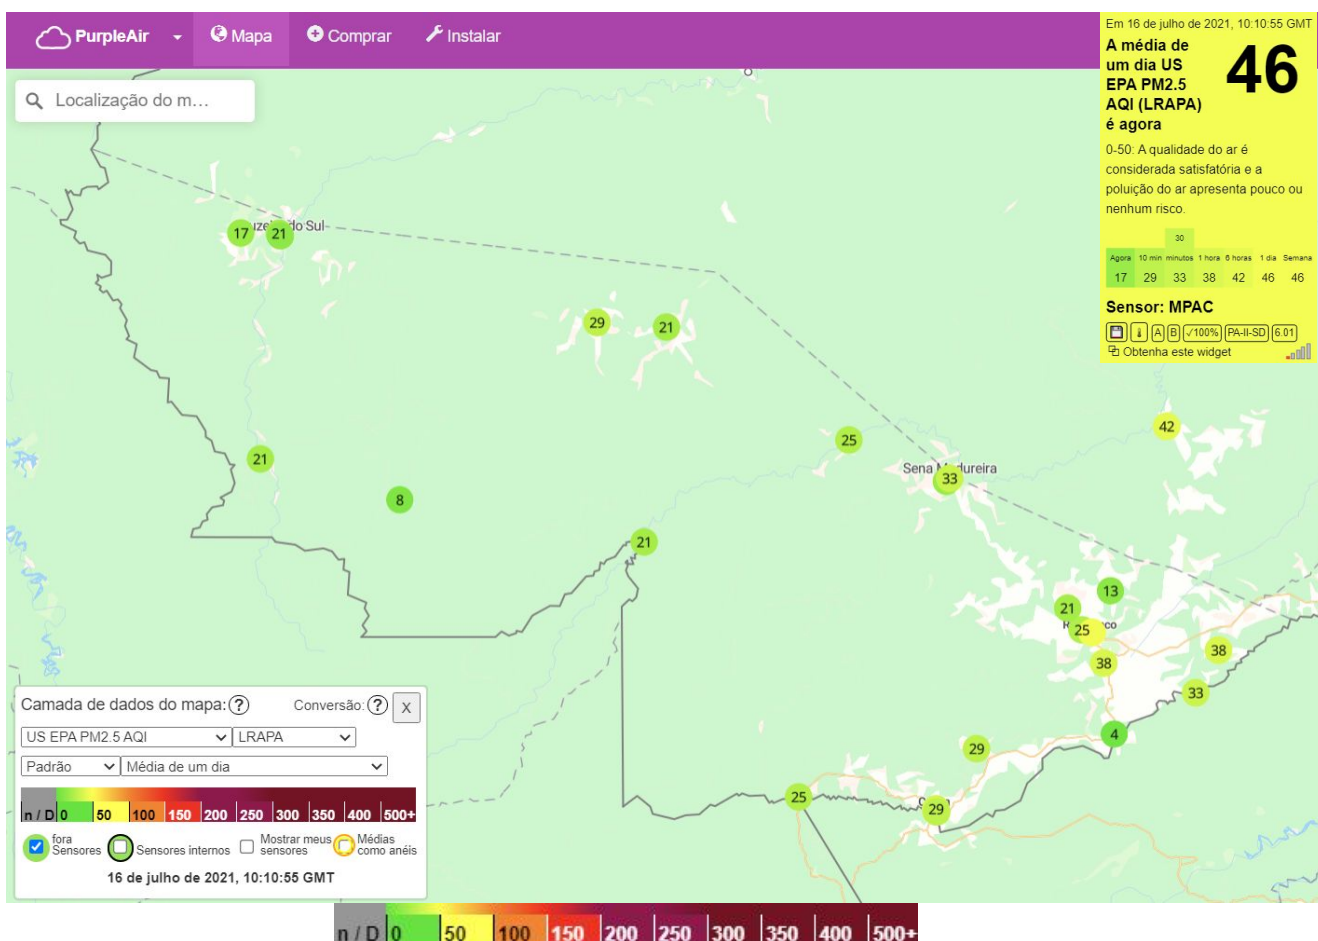 PurpleAir
Mapa
Comprar
Instalar
Localização do m...
Em 16 de julho de 2021, 10:10:55 GMT
A média de
um dia US
EPA PM2.5
AQI (LRAPA)
é agora
46
0-50: A qualidade do ar é
considerada satisfatória e a
poluição do ar apresenta pouco ou
nenhum risco.
30
Agora 10 min minutos 1 hora 6 horas 1 dia Semana
17 29 33 38 42 46 46
Sensor: MPAC
A B √100% PA-II-SD 6.01
Obtenha este widget
17
21
do Sul
29
21
25
42
Sena Madureira
33
21
8
21
13
21
25
38
38
33
4
29
25
29
Camada de dados do mapa: ? Conversão: ? X
US EPA PM2.5 AQI LRAPA
Padrão Média de um dia
n / D 0 50 100 150 200 250 300 350 400 500+
fora
Sensores
Sensores internos
Mostrar meus
sensores
Médias
como anéis
16 de julho de 2021, 10:10:55 GMT
n / D 0 50 100 150 200 250 300 350 400 500+